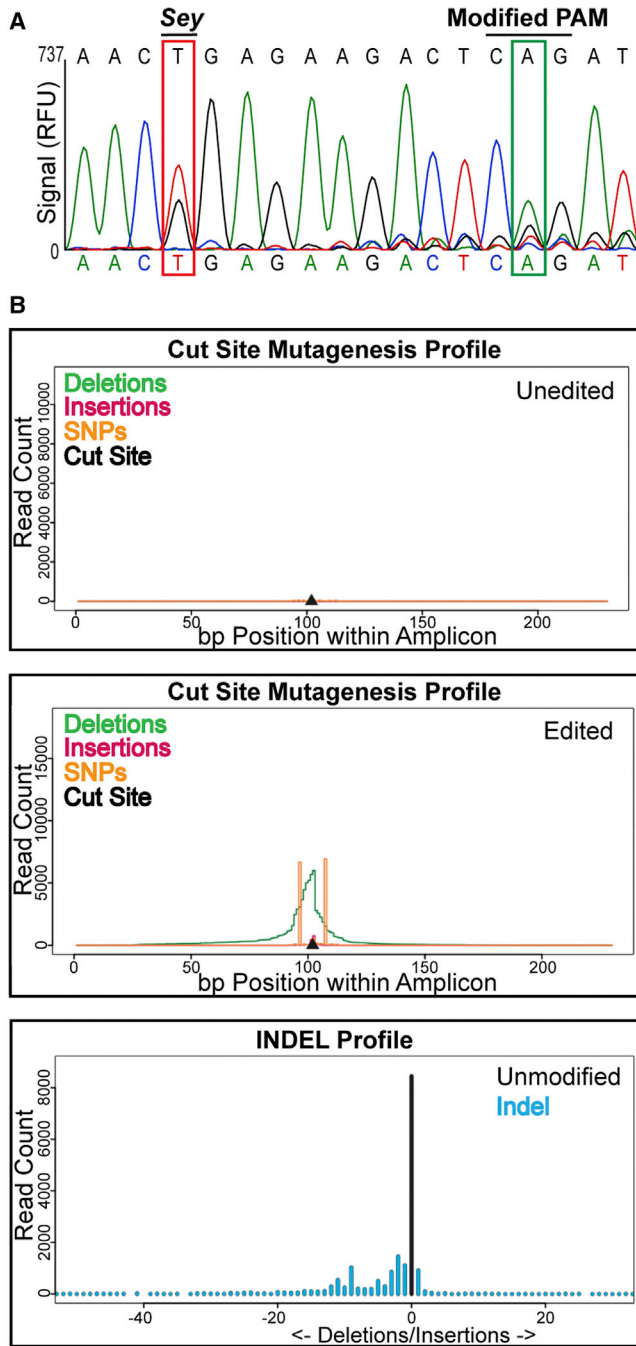 A
Sey
Modified PAM
A A C T G A G A A G A C T C A G A T
737
Signal (RFU)
0
A A C T G A G A A G A C T C A G A T
B
Cut Site Mutagenesis Profile
Deletions
Insertions
SNPs
Cut Site
Unedited
Read Count
0 2000 4000 6000 8000 10000
0 50 100 150 200
bp Position within Amplicon
Cut Site Mutagenesis Profile
Deletions
Insertions
SNPs
Cut Site
Edited
Read Count
0 5000 10000 15000
0 50 100 150 200
bp Position within Amplicon
INDEL Profile
Unmodified
Indel
Read Count
0 2000 4000 6000 8000
-40 -20 0 20
<- Deletions/Insertions ->